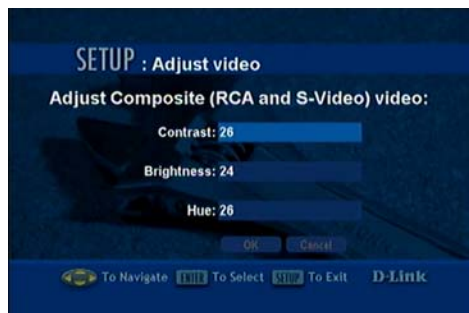 SETUP : Adjust video
Adjust Composite (RCA and S-Video) video:
Contrast: 26
Brightness: 24
Hue: 26
OK Cancel
To Navigate ENTER To Select SETUP To Exit D-Link